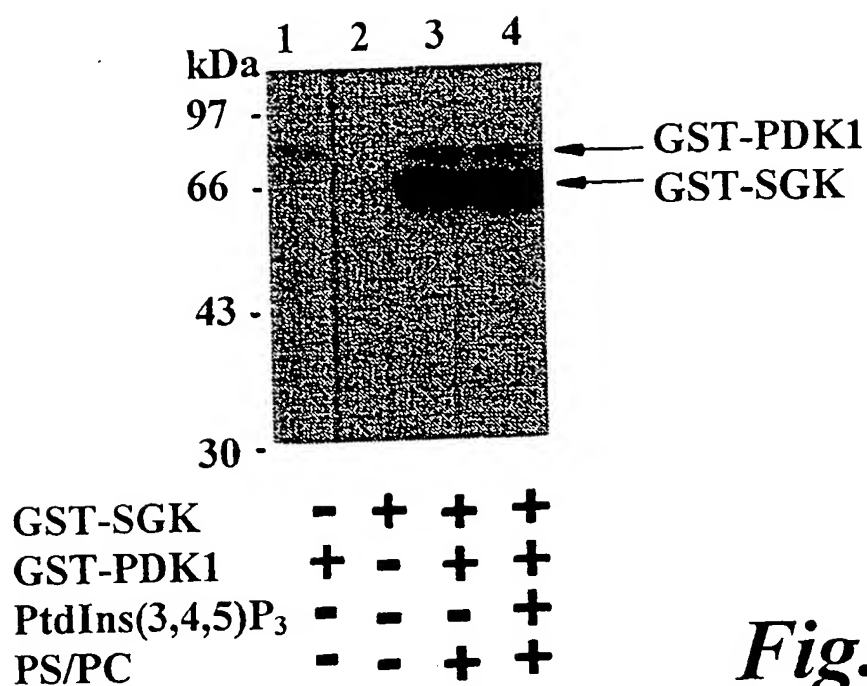 1 2 3 4
kDa
97 -
GST-PDK1
66 -
GST-SGK
43 -
30 -
GST-SGK - + + +
GST-PDK1 + - + +
PtdIns(3,4,5)P₃ - - - +
PS/PC - - + +
Fig.